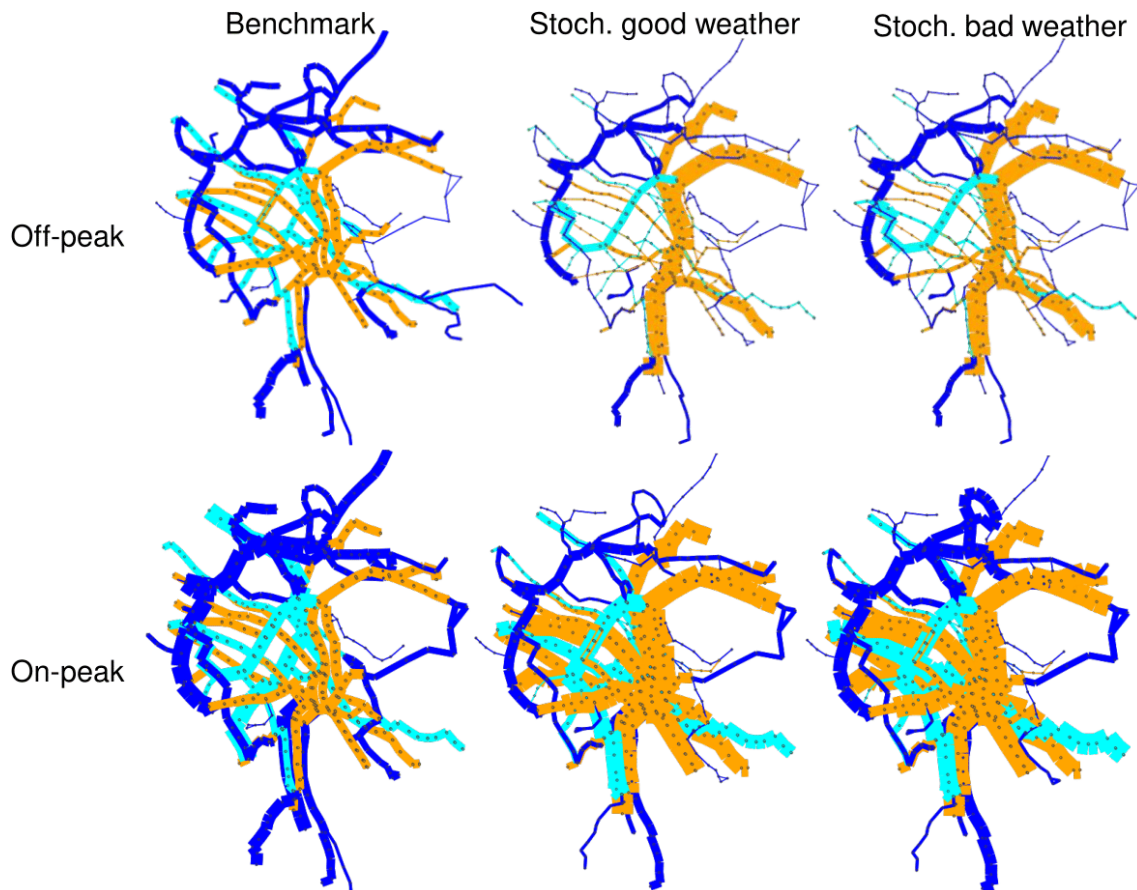 Benchmark
Stoch. good weather
Stoch. bad weather
Off-peak
On-peak